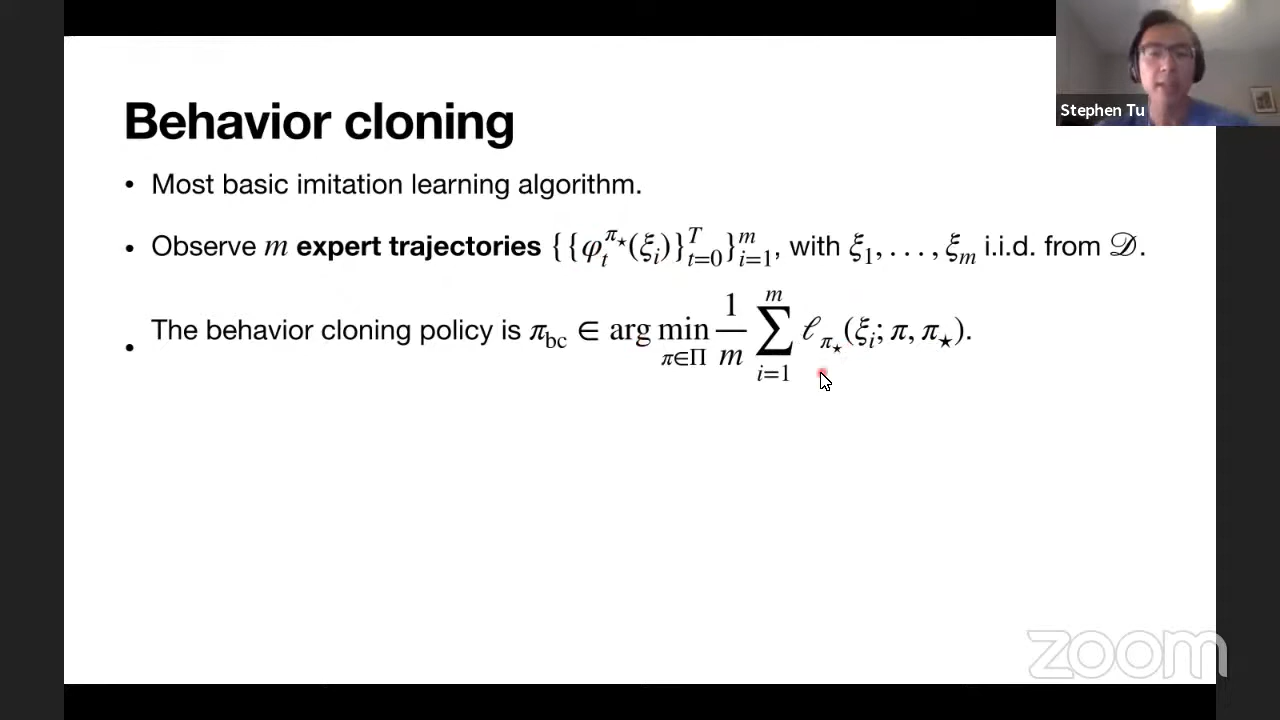 Stephen Tu
Behavior cloning
• Most basic imitation learning algorithm.
• Observe m expert trajectories {{φ_t^{π⋆}(ξ_i)}_{t=0}^T}_{i=1}^m, with ξ_1, . . . , ξ_m i.i.d. from 𝒟.
• The behavior cloning policy is π_bc ∈ arg min_{π∈Π} 1/m ∑_{i=1}^m ℓ_{π⋆}(ξ_i; π, π⋆).
zoom